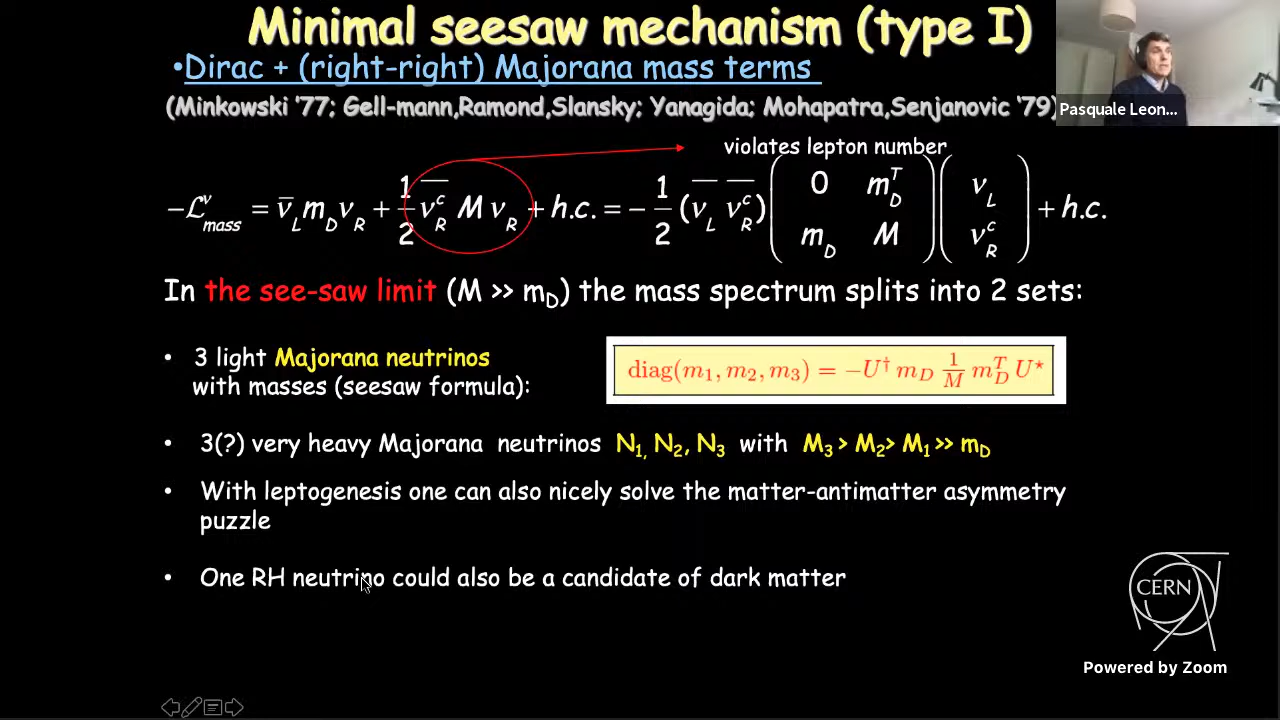 Minimal seesaw mechanism (type I)
•Dirac + (right-right) Majorana mass terms
(Minkowski '77; Gell-mann,Ramond,Slansky; Yanagida; Mohapatra,Senjanovic '79)
Pasquale Leon...
violates lepton number
−ℒ^ν_mass = ν̄_L m_D ν_R + 1/2 \overline{ν^c_R} M ν_R + h.c. = − 1/2 (\overline{ν_L} \overline{ν^c_R}) ( 0 m_D^T ; m_D M ) ( ν_L ; ν^c_R ) + h.c.
In the see-saw limit (M >> m_D) the mass spectrum splits into 2 sets:
• 3 light Majorana neutrinos
with masses (seesaw formula):
diag(m_1, m_2, m_3) = −U^† m_D 1/M m_D^T U^⋆
• 3(?) very heavy Majorana neutrinos N_1, N_2, N_3 with M_3 > M_2 > M_1 >> m_D
• With leptogenesis one can also nicely solve the matter-antimatter asymmetry
puzzle
• One RH neutrino could also be a candidate of dark matter
CERN
Powered by Zoom